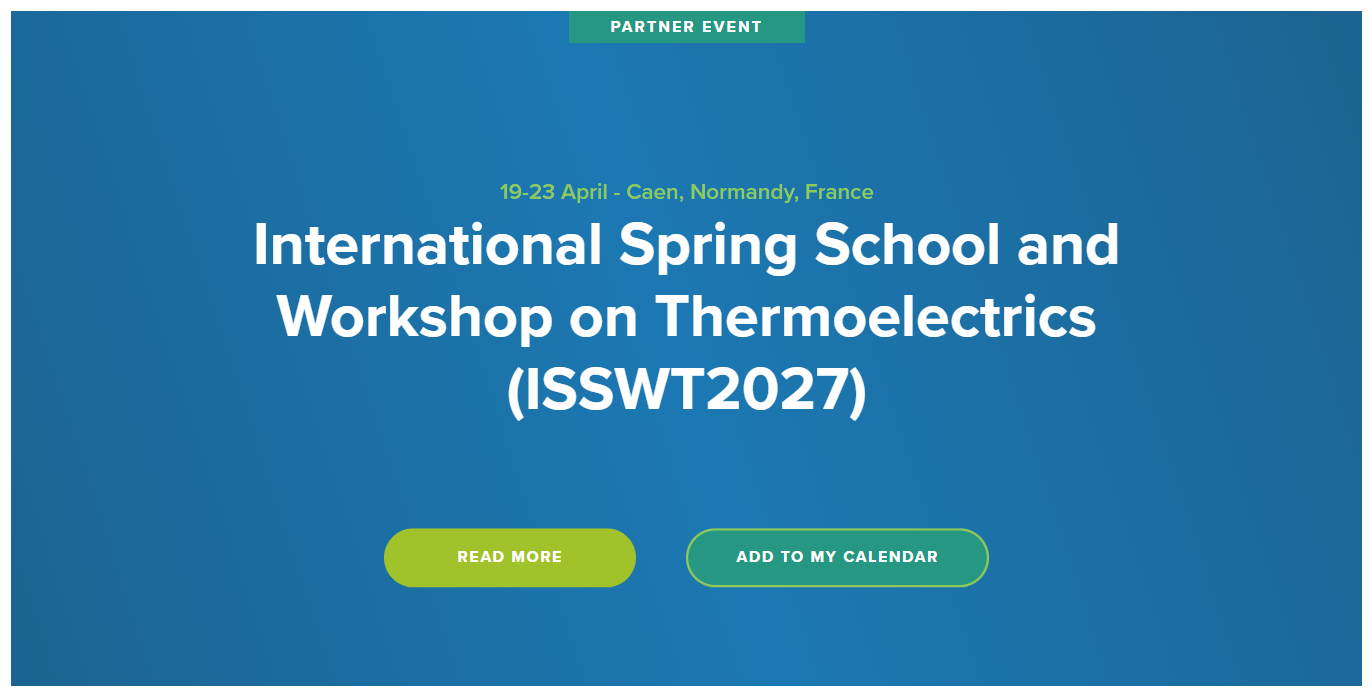 PARTNER EVENT
19-23 April - Caen, Normandy, France
International Spring School and
Workshop on Thermoelectrics
(ISSWT2027)
READ MORE
ADD TO MY CALENDAR